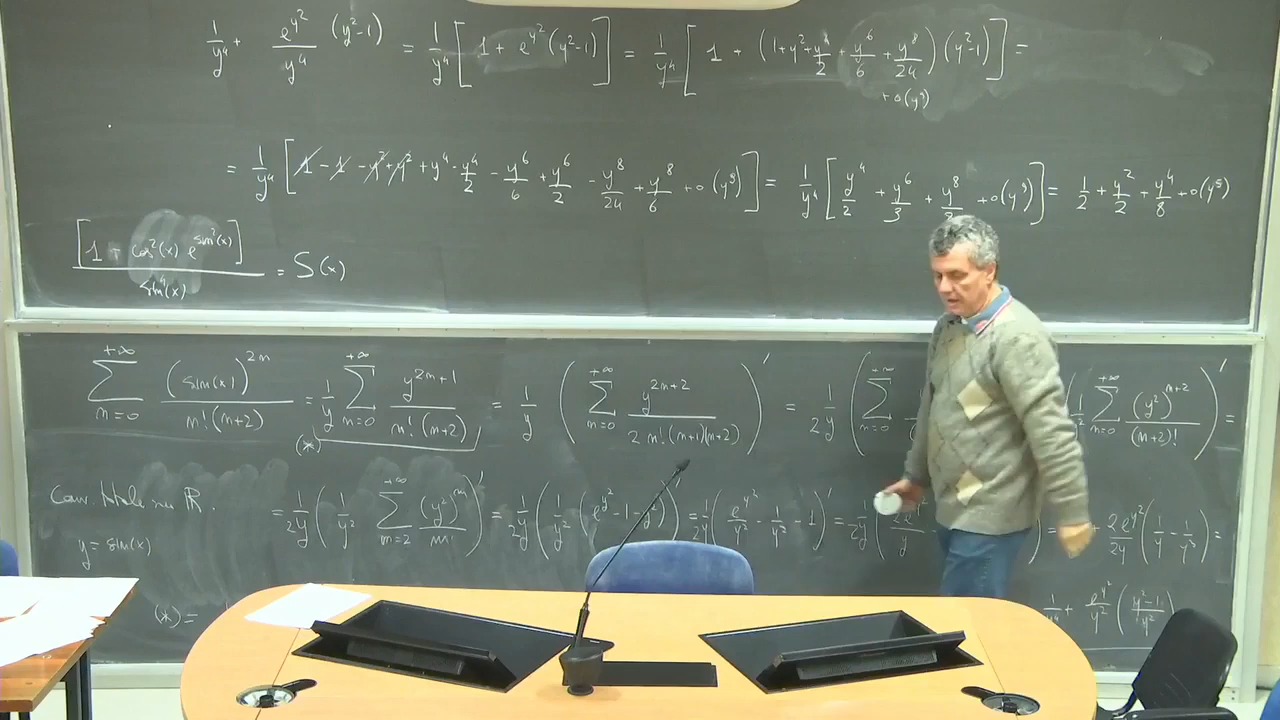 1/y⁴ + e^{y²}/y⁴ (y²-1) = 1/y⁴ [1 + e^{y²}(y²-1)] = 1/y⁴ [1 + (1+y²+y⁴/2+y⁶/6+y⁸/24)(y²-1)] =
+o(y⁹)
= 1/y⁴ [1 - 1 - y² + y² + y⁴ - y⁴/2 - y⁶/6 + y⁶/2 - y⁸/24 + y⁸/6 + o(y⁹)] = 1/y⁴ [y⁴/2 + y⁶/3 + y⁸/8 + o(y⁹)] = 1/2 + y²/2 + y⁴/8 + o(y⁵)
[1 + cos²(x) e^{sin²(x)}]/sin⁴(x) = S(x)
∑_{n=0}^{+∞} (sin(x))^{2n}/(n!(n+2)) = 1/y ∑_{n=0}^{+∞} y^{2n+1}/(n!(n+2)) = 1/y (∑_{n=0}^{+∞} y^{2n+2}/(2 n!(n+1)(n+2)))′ = 1/2y (∑^{+∞}_{n=0} ∑_{n=0}^{+∞} (y²)^{n+2}/(n+2)!)′ =
(*)
Conv. totale su ℝ. = 1/2y (1/y² ∑_{m=2}^{+∞} (y²)^m/m!)′ = 1/2y (1/y² (e^{y²}-1-y²))′ = 1/2y (e^{y²}/y² - 1/y² - 1)′ = 1/2y ( + 2e^{y²}/2y (1/y - 1/y³) =
y = sin(x)
(*) = + e^{y²}/y² (y²-1/y²)